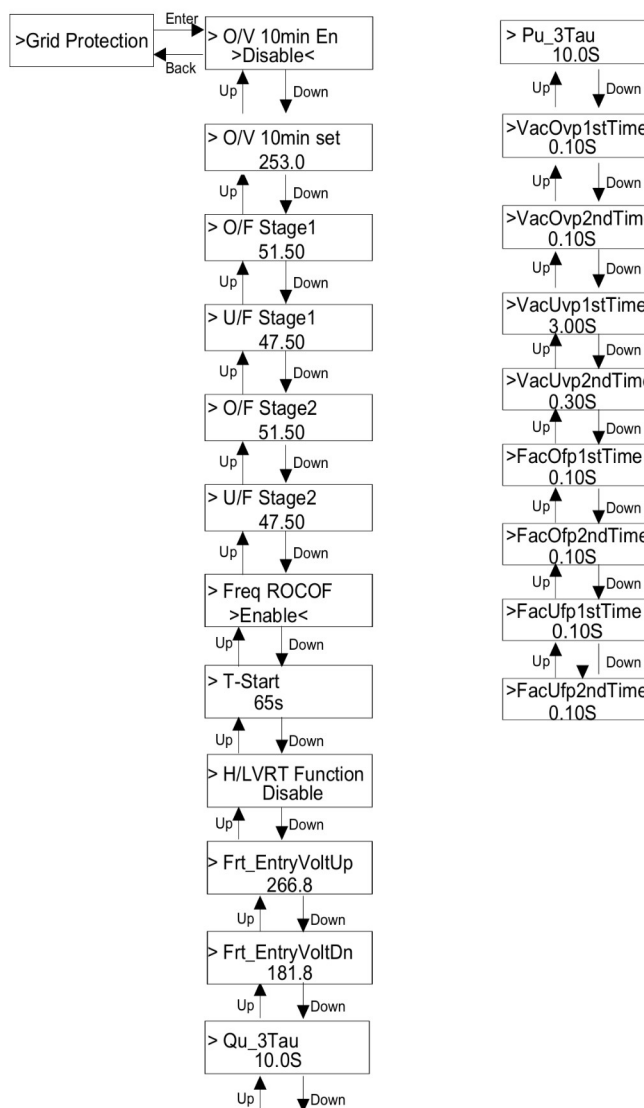 >Grid Protection
Enter
Back
> O/V 10min En
>Disable<
Up
Down
> O/V 10min set
253.0
Up
Down
> O/F Stage1
51.50
Up
Down
> U/F Stage1
47.50
Up
Down
> O/F Stage2
51.50
Up
Down
> U/F Stage2
47.50
Up
Down
> Freq ROCOF
>Enable<
Up
Down
> T-Start
65s
Up
Down
> H/LVRT Function
Disable
Up
Down
> Frt_EntryVoltUp
266.8
Up
Down
> Frt_EntryVoltDn
181.8
Up
Down
> Qu_3Tau
10.0S
Up
Down
> Pu_3Tau
10.0S
Up
Down
>VacOvp1stTime
0.10S
Up
Down
>VacOvp2ndTim
0.10S
Up
Down
>VacUvp1stTime
3.00S
Up
Down
>VacUvp2ndTime
0.30S
Up
Down
>FacOfp1stTime
0.10S
Up
Down
>FacOfp2ndTime
0.10S
Up
Down
>FacUfp1stTime
0.10S
Up
Down
>FacUfp2ndTime
0.10S